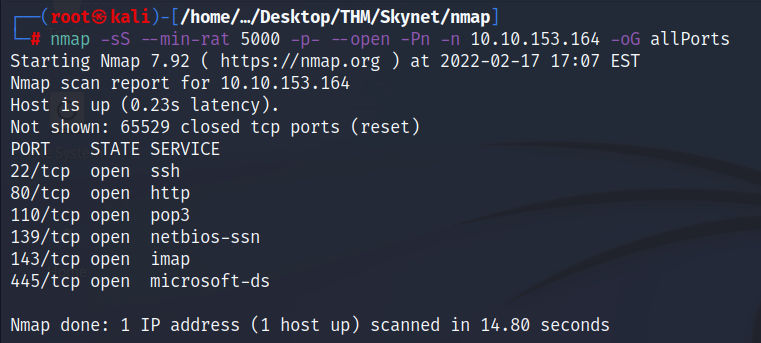 ┌──(root㉿kali)-[/home/…/Desktop/THM/Skynet/nmap]
└─# nmap -sS --min-rat 5000 -p- --open -Pn -n 10.10.153.164 -oG allPorts
Starting Nmap 7.92 ( https://nmap.org ) at 2022-02-17 17:07 EST
Nmap scan report for 10.10.153.164
Host is up (0.23s latency).
Not shown: 65529 closed tcp ports (reset)
PORT    STATE SERVICE
22/tcp  open  ssh
80/tcp  open  http
110/tcp open  pop3
139/tcp open  netbios-ssn
143/tcp open  imap
445/tcp open  microsoft-ds

Nmap done: 1 IP address (1 host up) scanned in 14.80 seconds